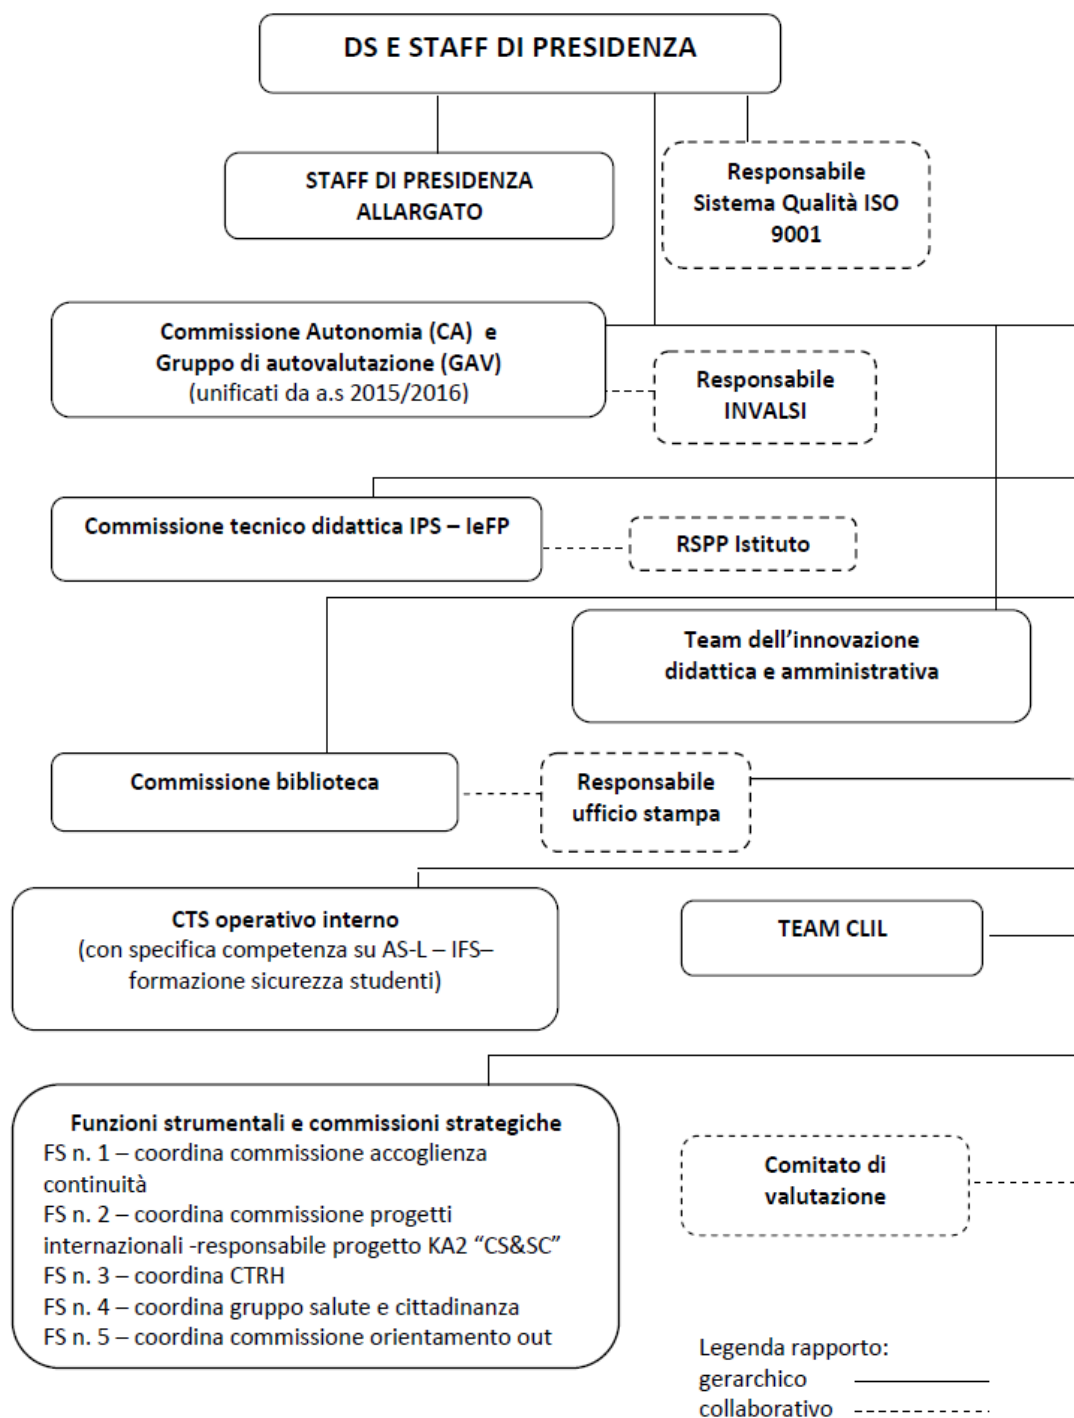 DS E STAFF DI PRESIDENZA
STAFF DI PRESIDENZA
ALLARGATO
Responsabile
Sistema Qualità ISO
9001
Commissione Autonomia (CA)  e
Gruppo di autovalutazione (GAV)
(unificati da a.s 2015/2016)
Responsabile
INVALSI
Commissione tecnico didattica IPS – IeFP
RSPP Istituto
Team dell’innovazione
didattica e amministrativa
Commissione biblioteca
Responsabile
ufficio stampa
CTS operativo interno
(con specifica competenza su AS-L – IFS–
formazione sicurezza studenti)
TEAM CLIL
Funzioni strumentali e commissioni strategiche
FS n. 1 – coordina commissione accoglienza
continuità
FS n. 2 – coordina commissione progetti
internazionali -responsabile progetto KA2 “CS&SC”
FS n. 3 – coordina CTRH
FS n. 4 – coordina gruppo salute e cittadinanza
FS n. 5 – coordina commissione orientamento out
Comitato di
valutazione
Legenda rapporto:
gerarchico
collaborativo